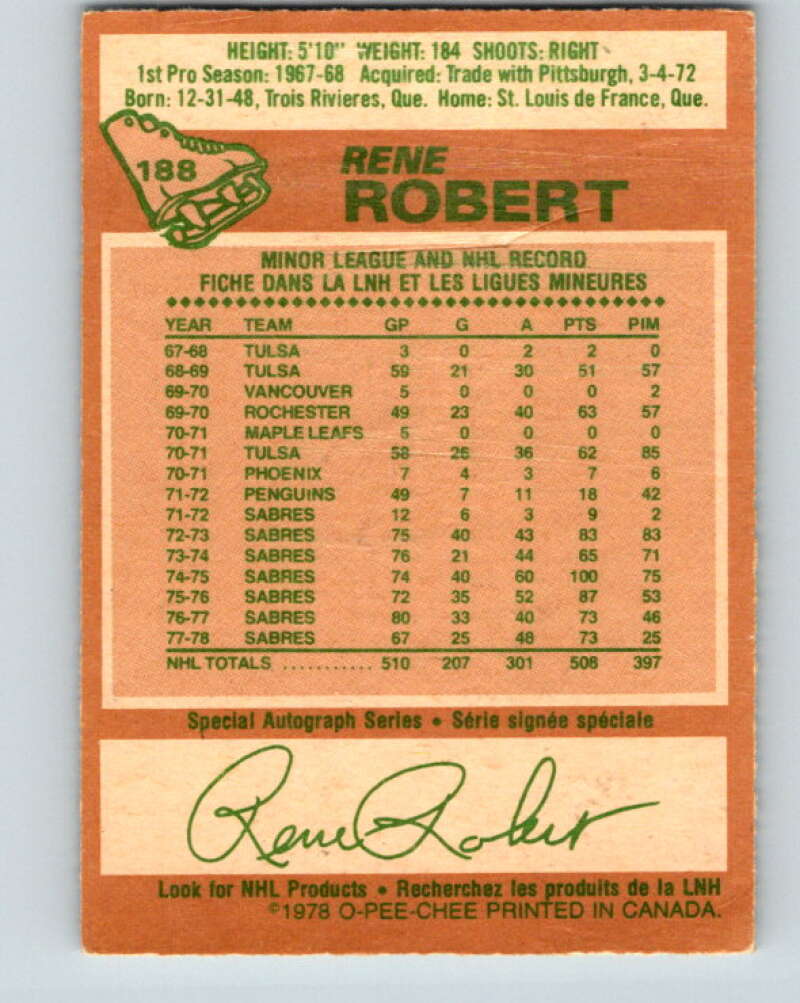 HEIGHT: 5'10" WEIGHT: 184 SHOOTS: RIGHT
1st Pro Season: 1967-68 Acquired: Trade with Pittsburgh, 3-4-72
Born: 12-31-48, Trois Rivieres, Que. Home: St. Louis de France, Que.
188
RENE
ROBERT
MINOR LEAGUE AND NHL RECORD
FICHE DANS LA LNH ET LES LIGUES MINEURES
YEAR TEAM GP G A PTS PIM
67-68 TULSA 3 0 2 2 0
68-69 TULSA 59 21 30 51 57
69-70 VANCOUVER 5 0 0 0 2
69-70 ROCHESTER 49 23 40 63 57
70-71 MAPLE LEAFS 5 0 0 0 0
70-71 TULSA 58 26 36 62 85
70-71 PHOENIX 7 4 3 7 6
71-72 PENGUINS 49 7 11 18 42
71-72 SABRES 12 6 3 9 2
72-73 SABRES 75 40 43 83 83
73-74 SABRES 76 21 44 65 71
74-75 SABRES 74 40 60 100 75
75-76 SABRES 72 35 52 87 53
76-77 SABRES 80 33 40 73 46
77-78 SABRES 67 25 48 73 25
NHL TOTALS ........... 510 207 301 508 397
Special Autograph Series • Série signée spéciale
Rene Robert
Look for NHL Products • Recherchez les produits de la LNH
©1978 O-PEE-CHEE PRINTED IN CANADA.